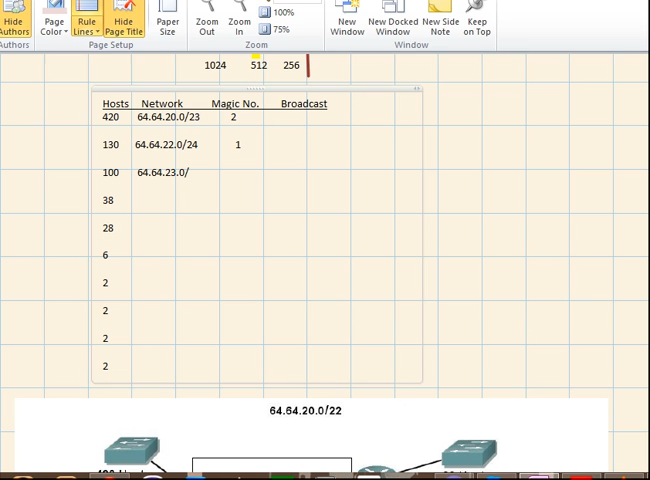 Hide Authors
Page Color
Rule Lines
Hide Page Title
Paper Size
Zoom Out
Zoom In
100%
75%
New Window
New Docked Window
New Side Note
Keep on Top
Authors
Page Setup
Zoom
Window
1024 512 256
Hosts Network Magic No. Broadcast
420 64.64.20.0/23 2
130 64.64.22.0/24 1
100 64.64.23.0/
38
28
6
2
2
2
2
64.64.20.0/22